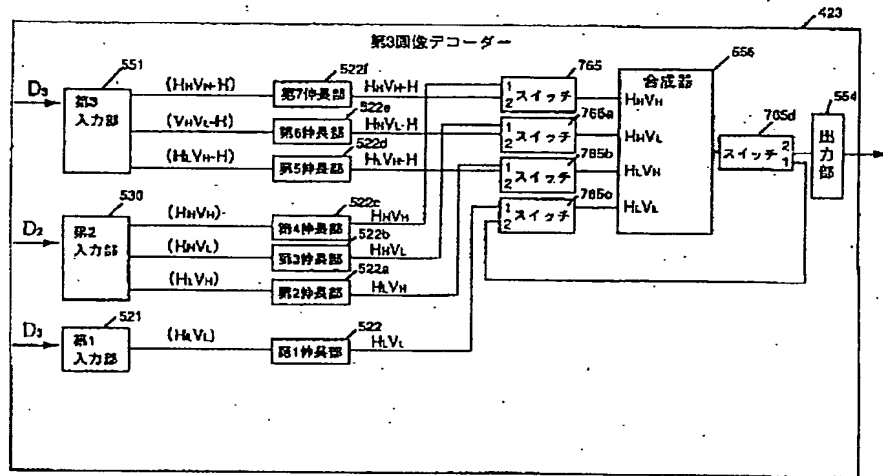 423
第3画像デコーダー
551
D3
第3
入力部
(HHVH-H)
(VHVL-H)
(HLVH-H)
522f
第7伸長部
HHVH-H
522e
第6伸長部
HHVL-H
522d
第5伸長部
HLVH-H
765
1
2
スイッチ
765a
1
2
スイッチ
765b
1
2
スイッチ
765c
1
2
スイッチ
556
合成器
HHVH
HHVL
HLVH
HLVL
765d
スイッチ
2
1
554
出力部
530
D2
第2
入力部
(HHVH)
(HHVL)
(HLVH)
522c
第4伸長部
HHVH
522b
第3伸長部
HHVL
522a
第2伸長部
HLVH
521
D3
第1
入力部
(HLVL)
522
第1伸長部
HLVL